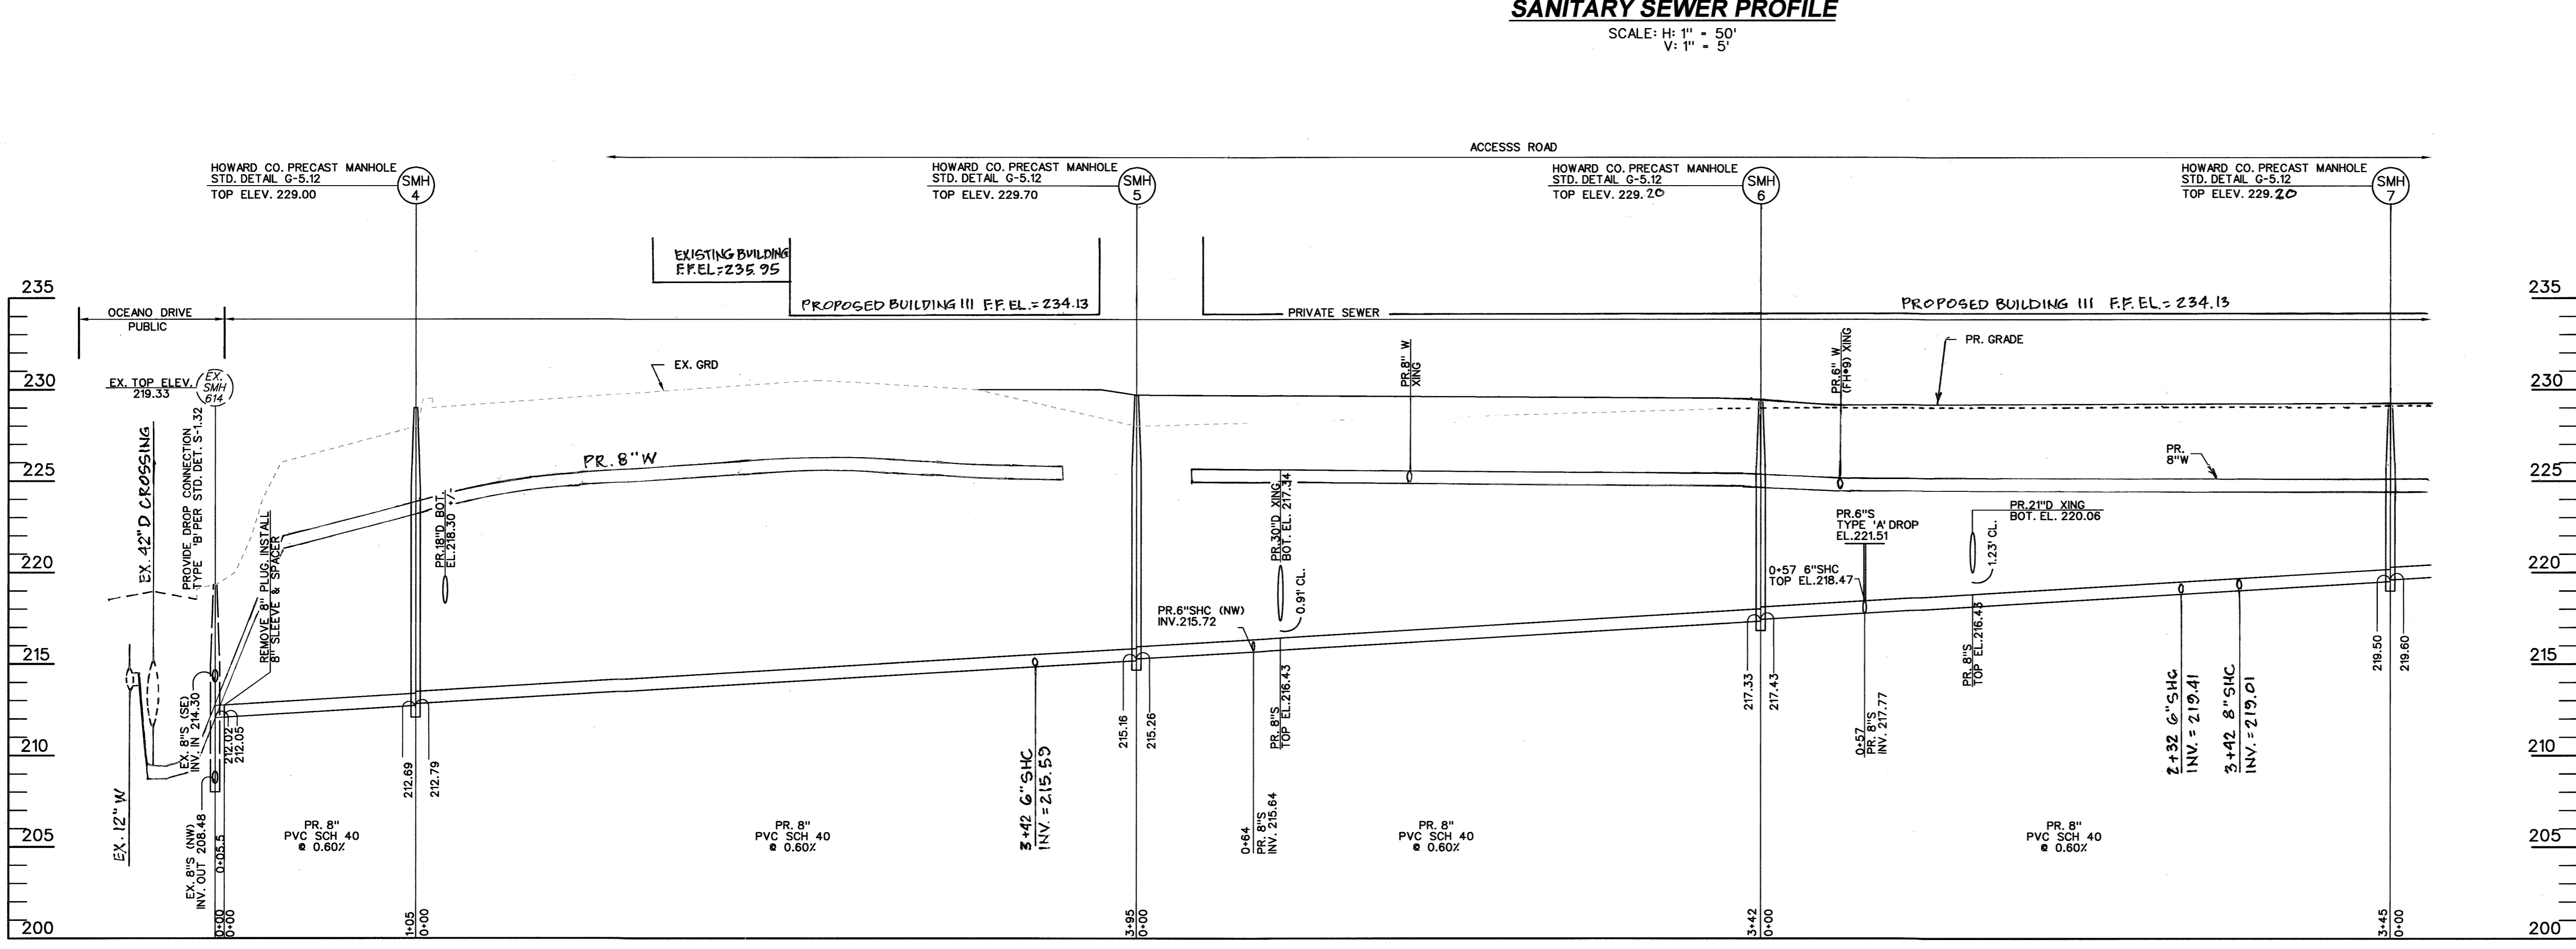 SANITARY SEWER PROFILE
SCALE: H: 1" = 50'
V: 1" = 5'
ACCESSS ROAD
HOWARD CO. PRECAST MANHOLE
STD. DETAIL G-5.12
TOP ELEV. 229.00
SMH
4
HOWARD CO. PRECAST MANHOLE
STD. DETAIL G-5.12
TOP ELEV. 229.70
SMH
5
HOWARD CO. PRECAST MANHOLE
STD. DETAIL G-5.12
TOP ELEV. 229.20
SMH
6
HOWARD CO. PRECAST MANHOLE
STD. DETAIL G-5.12
TOP ELEV. 229.20
SMH
7
EXISTING BUILDING
F.F.EL=235.95
PROPOSED BUILDING III F.F. EL. = 234.13
PRIVATE SEWER
PROPOSED BUILDING III F.F. EL. = 234.13
OCEANO DRIVE
PUBLIC
235
230
225
220
215
210
205
200
235
230
225
220
215
210
205
200
EX. TOP ELEV.
219.33
EX.
SMH
614
EX. 42"D CROSSING
PROVIDE DROP CONNECTION
TYPE 'B' PER STD. DET. S-1.32
REMOVE 8" PLUG, INSTALL
8" SLEEVE & SPACER
EX. GRD
PR. 8" W
PR.18"D BOT.
EL.218.30 +/-
PR.8" W
XING
PR.30"D XING
BOT. EL. 217.34
0.91' CL.
PR.6" W
(FH#9) XING
PR. GRADE
PR.
8"W
PR.6"S
TYPE 'A' DROP
EL.221.51
0+57 6"SHC
TOP EL.218.47
PR.21"D XING
BOT. EL. 220.06
1.23' CL.
PR.6"SHC (NW)
INV.215.72
PR. 8"S
TOP EL.216.43
PR. 8"S
TOP EL.216.43
EX. 8"S (SE)
INV. IN 214.30
212.02
212.05
EX. 8"S (NW)
INV. OUT 208.48
0+05.5
EX. 12" W
212.69
212.79
215.16
215.26
217.33
217.43
219.50
219.60
3+42 6" SHC
INV. = 215.59
0+64
PR. 8"S
INV. 215.64
0+57
PR. 8"S
INV. 217.77
2+32 6" SHC
INV. = 219.41
3+42 8" SHC
INV. = 219.01
PR. 8"
PVC SCH 40
@ 0.60%
PR. 8"
PVC SCH 40
@ 0.60%
PR. 8"
PVC SCH 40
@ 0.60%
PR. 8"
PVC SCH 40
@ 0.60%
0+00
0+00
1+05
0+00
3+95
0+00
3+42
0+00
3+45
0+00